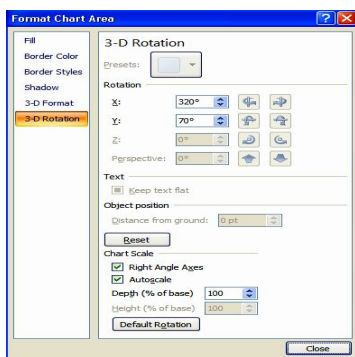 Format Chart Area
Fill
Border Color
Border Styles
Shadow
3-D Format
3-D Rotation
3-D Rotation
Presets:
Rotation
X: 320°
Y: 70°
Z: 0°
Perspective: 0°
Text
Keep text flat
Object position
Distance from ground: 0 pt
Reset
Chart Scale
Right Angle Axes
Autoscale
Depth (% of base) 100
Height (% of base) 100
Default Rotation
Close